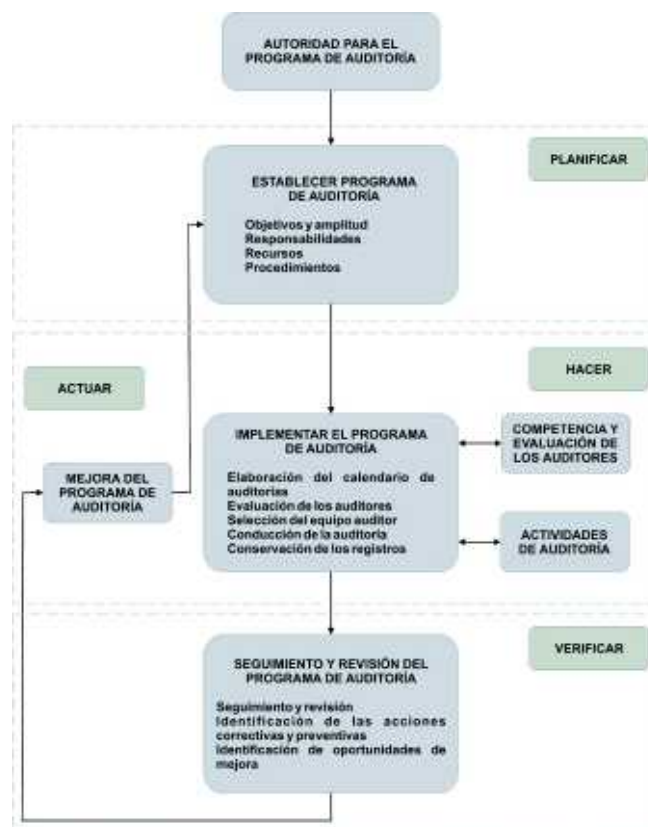 AUTORIDAD PARA EL
PROGRAMA DE AUDITORÍA
PLANIFICAR
ESTABLECER PROGRAMA
DE AUDITORÍA
Objetivos y amplitud
Responsabilidades
Recursos
Procedimientos
ACTUAR
HACER
IMPLEMENTAR EL PROGRAMA
DE AUDITORÍA
Elaboración del calendario de
auditorías
Evaluación de los auditores
Selección del equipo auditor
Conducción de la auditoría
Conservación de los registros
COMPETENCIA Y
EVALUACIÓN DE
LOS AUDITORES
MEJORA DEL
PROGRAMA DE
AUDITORÍA
ACTIVIDADES
DE AUDITORÍA
VERIFICAR
SEGUIMIENTO Y REVISIÓN DEL
PROGRAMA DE AUDITORÍA
Seguimiento y revisión
Identificación de las acciones
correctivas y preventivas
Identificación de oportunidades de
mejora